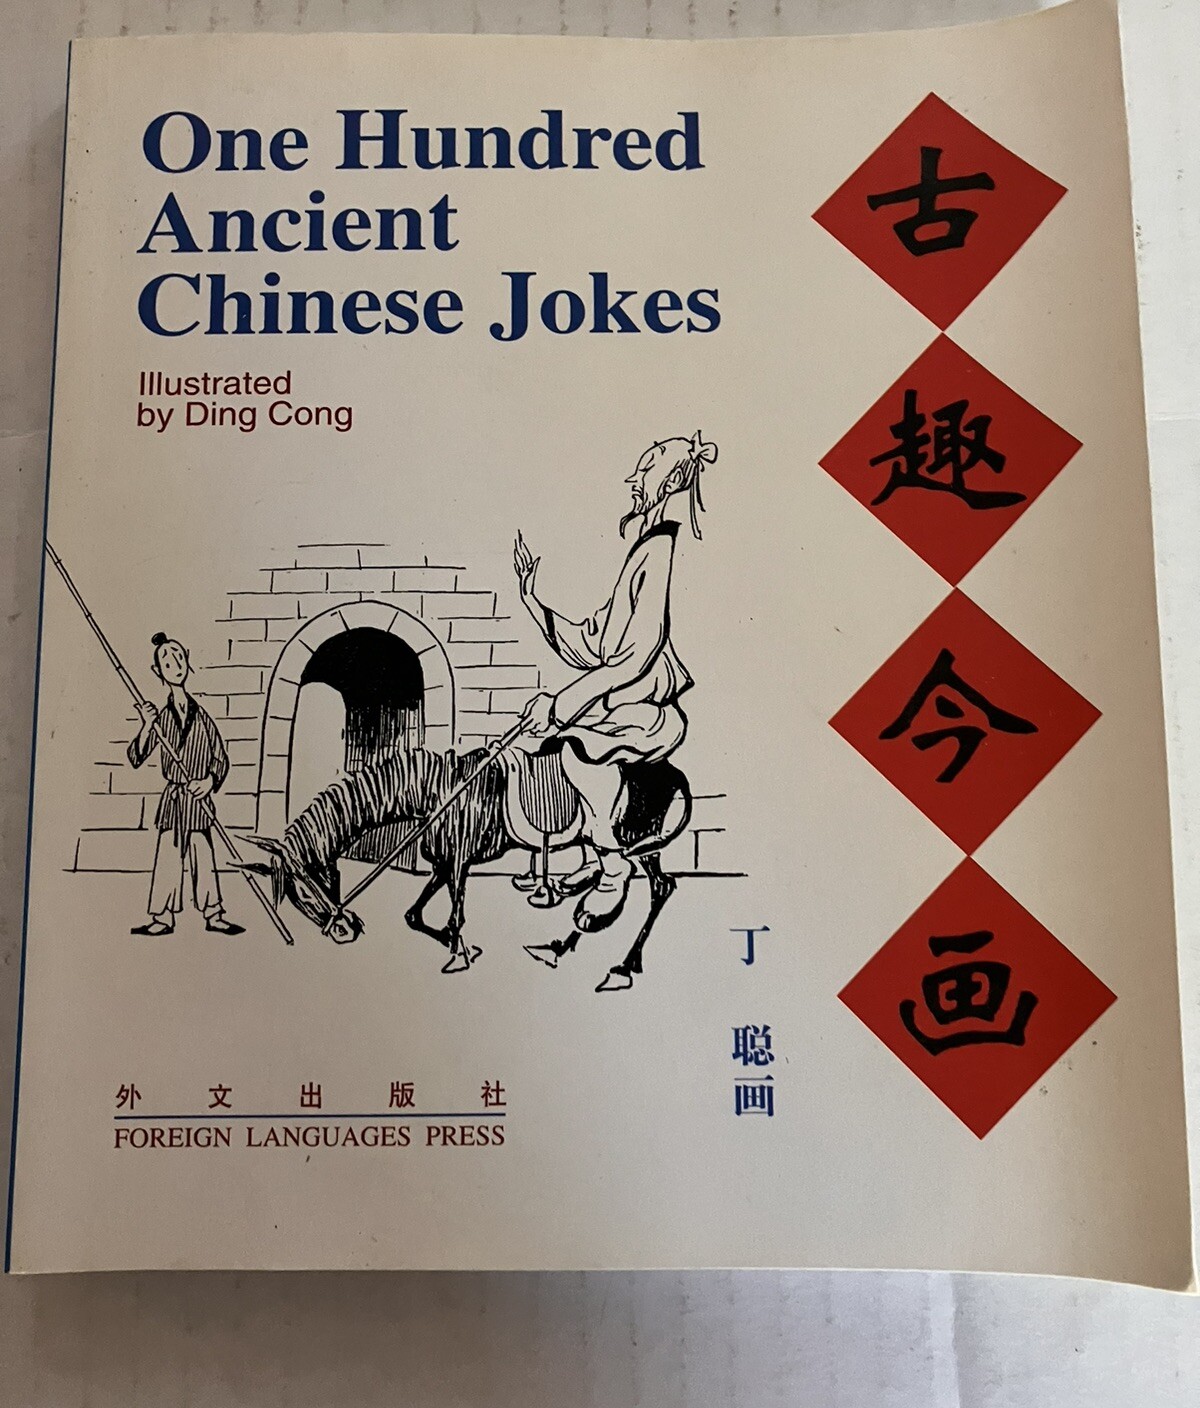 One Hundred
Ancient
Chinese Jokes
Illustrated
by Ding Cong
古趣今画
丁聪画
外文出版社
FOREIGN LANGUAGES PRESS